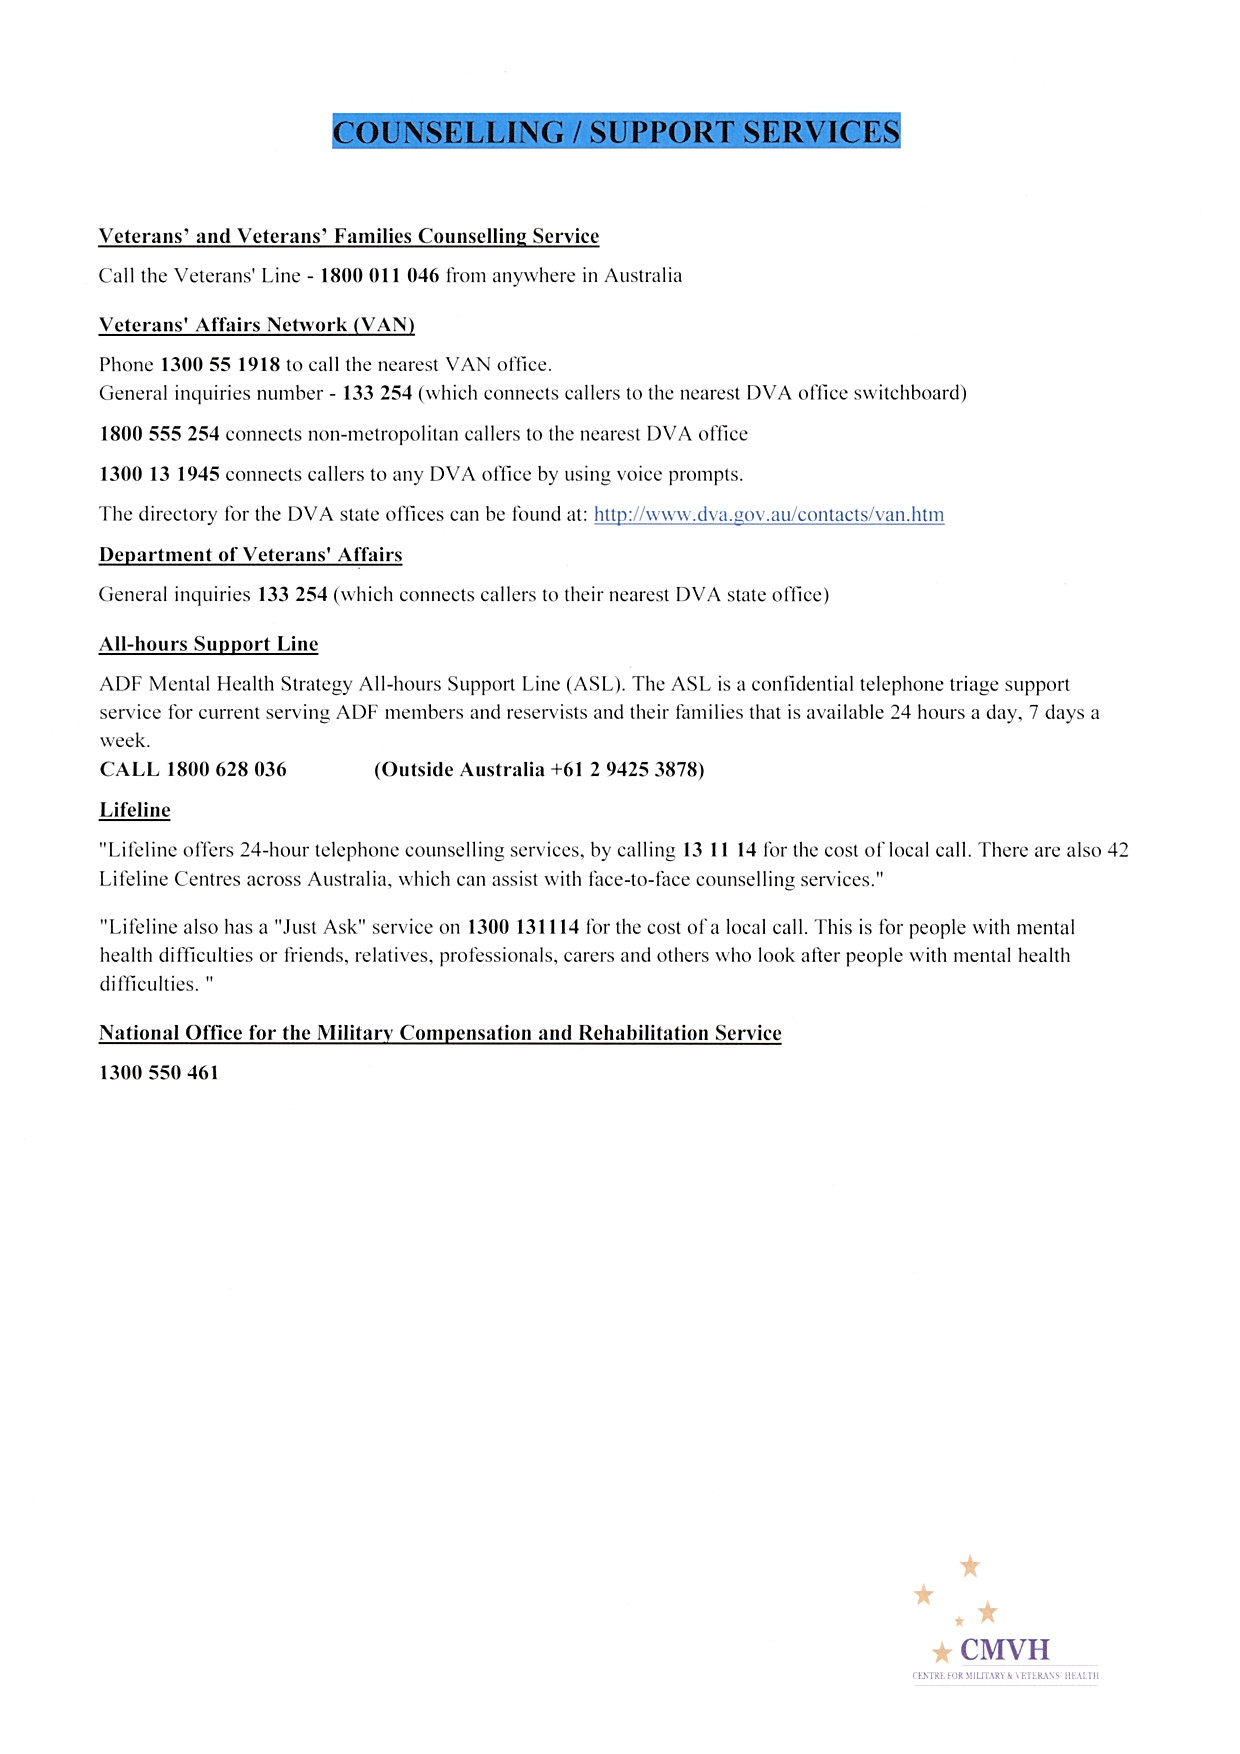 COUNSELLING / SUPPORT SERVICES
Veterans’ and Veterans’ Families Counselling Service
Call the Veterans' Line - 1800 011 046 from anywhere in Australia
Veterans' Affairs Network (VAN)
Phone 1300 55 1918 to call the nearest VAN office.
General inquiries number - 133 254 (which connects callers to the nearest DVA office switchboard)
1800 555 254 connects non-metropolitan callers to the nearest DVA office
1300 13 1945 connects callers to any DVA office by using voice prompts.
The directory for the DVA state offices can be found at: http://www.dva.gov.au/contacts/van.htm
Department of Veterans' Affairs
General inquiries 133 254 (which connects callers to their nearest DVA state office)
All-hours Support Line
ADF Mental Health Strategy All-hours Support Line (ASL). The ASL is a confidential telephone triage support
service for current serving ADF members and reservists and their families that is available 24 hours a day, 7 days a
week.
CALL 1800 628 036 (Outside Australia +61 2 9425 3878)
Lifeline
"Lifeline offers 24-hour telephone counselling services, by calling 13 11 14 for the cost of local call. There are also 42
Lifeline Centres across Australia, which can assist with face-to-face counselling services."
"Lifeline also has a "Just Ask" service on 1300 131114 for the cost of a local call. This is for people with mental
health difficulties or friends, relatives, professionals, carers and others who look after people with mental health
difficulties. "
National Office for the Military Compensation and Rehabilitation Service
1300 550 461
CMVH
CENTRE FOR MILITARY & VETERANS' HEALTH